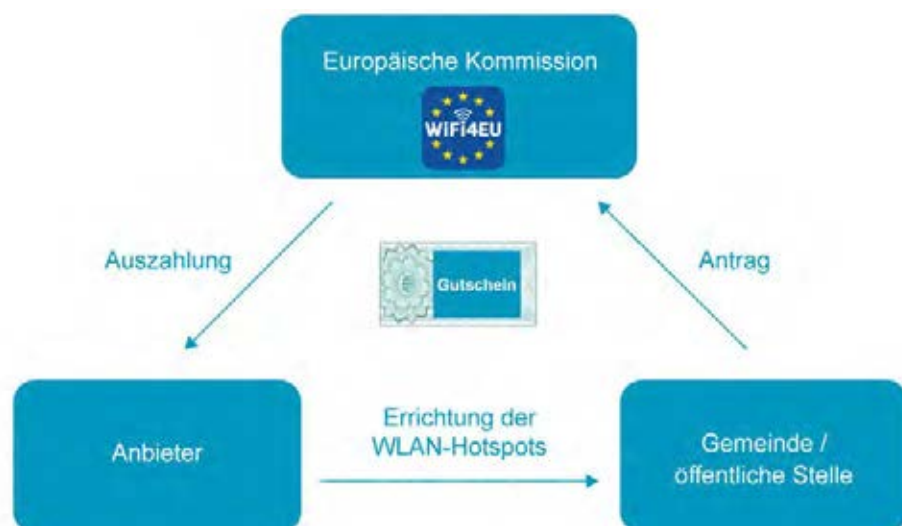 Europäische Kommission
WiFi4EU
Auszahlung
Gutschein
Antrag
Anbieter
Errichtung der
WLAN-Hotspots
Gemeinde /
öffentliche Stelle